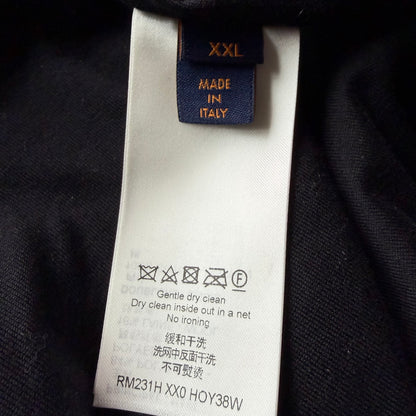 XXL
MADE
IN
ITALY
F
Gentle dry clean
Dry clean inside out in a net
No ironing
缓和干洗
洗网中反面干洗
不可熨烫
RM231H XX0 HOY38W